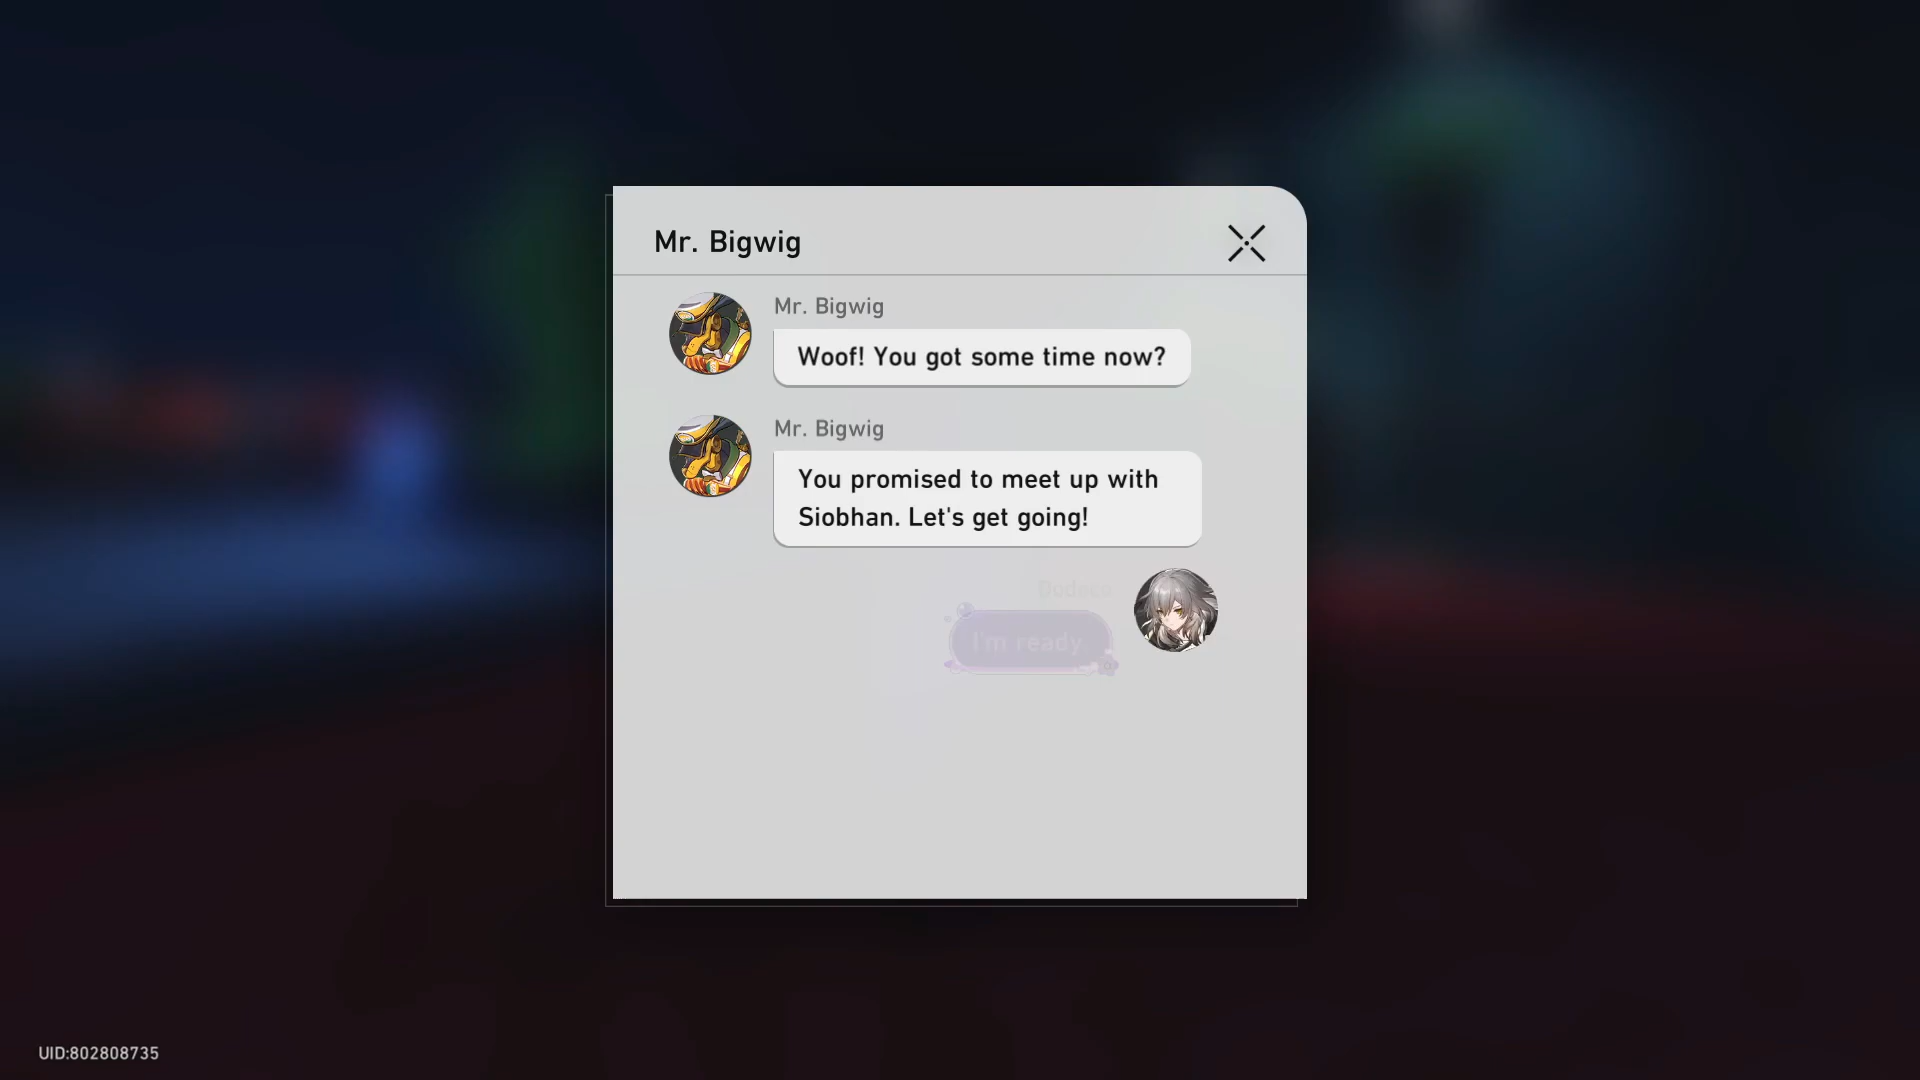 Mr. Bigwig
Mr. Bigwig
Woof! You got some time now?
Mr. Bigwig
You promised to meet up with
Siobhan. Let's get going!
I'm ready.
UID:802808735